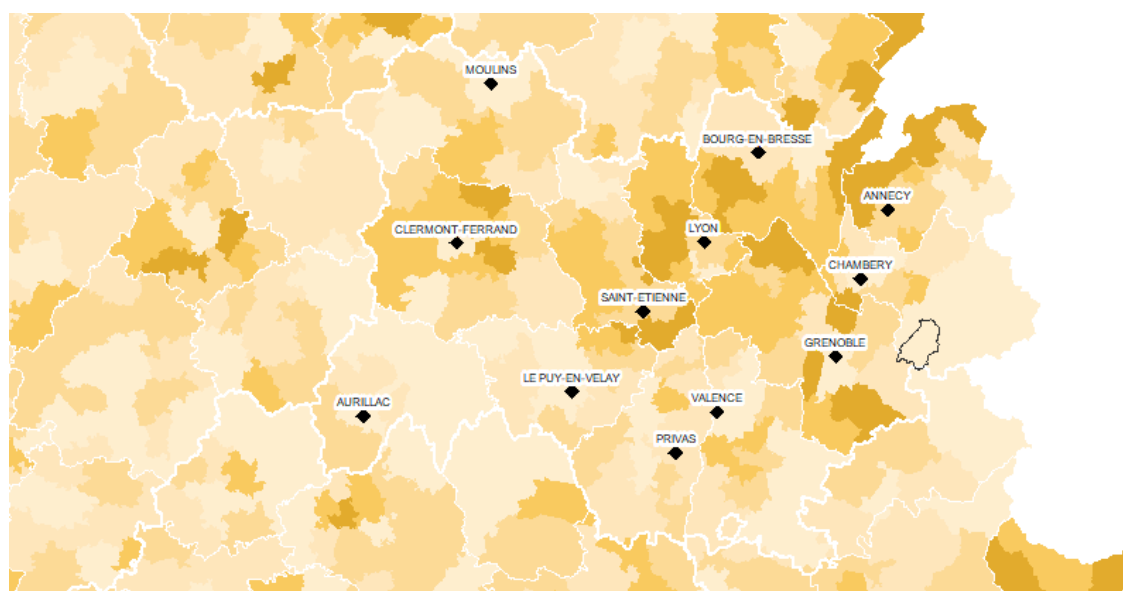 MOULINS
BOURG-EN-BRESSE
ANNECY
CLERMONT-FERRAND
LYON
CHAMBERY
SAINT-ETIENNE
GRENOBLE
LE PUY-EN-VELAY
AURILLAC
VALENCE
PRIVAS